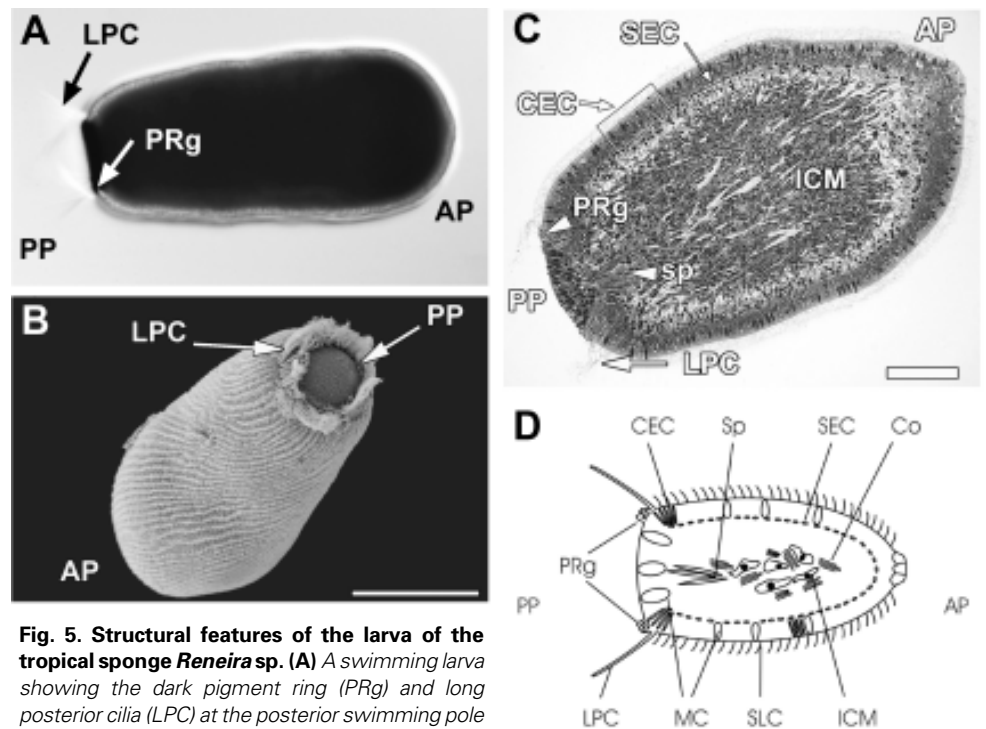 A
LPC
PRg
AP
PP
B
LPC
PP
AP
Fig. 5. Structural features of the larva of the
tropical sponge Reneira sp. (A) A swimming larva
showing the dark pigment ring (PRg) and long
posterior cilia (LPC) at the posterior swimming pole
C
SEC
AP
CEC
ICM
PRg
sp
PP
LPC
D
CEC Sp SEC Co
PRg
PP AP
LPC MC SLC ICM